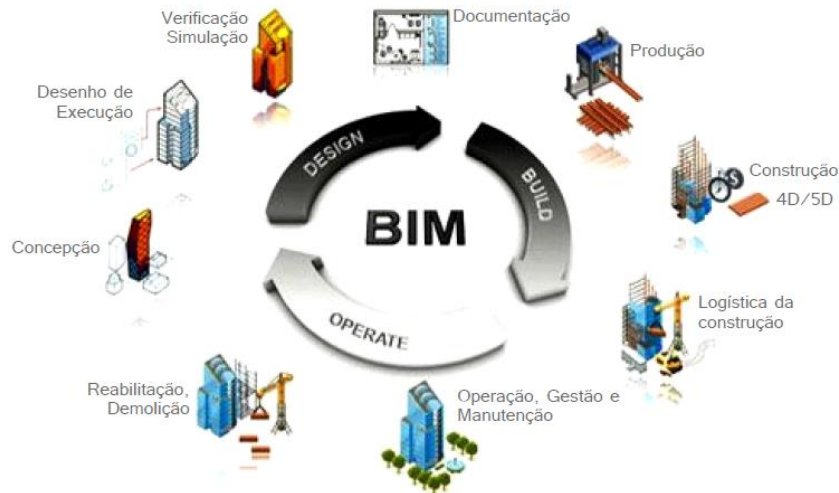 Verificação
Simulação
Documentação
Produção
Desenho de
Execução
DESIGN
BUILD
Construção
4D/5D
BIM
Concepção
Logística da
construção
OPERATE
Reabilitação,
Demolição
Operação, Gestão e
Manutenção